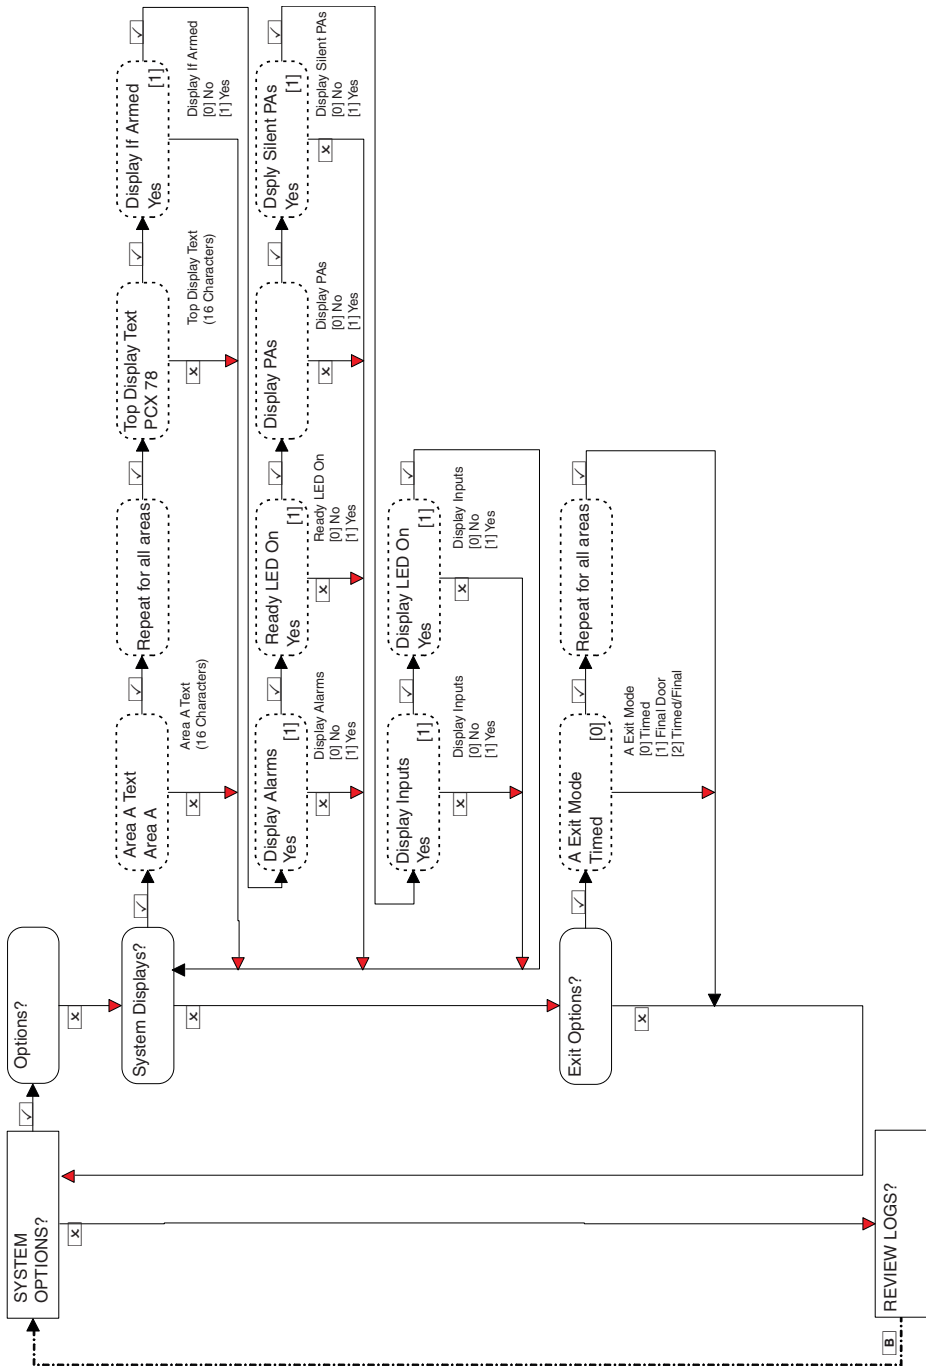 SYSTEM
OPTIONS?
Options?
System Displays?
Area A Text
Area A
Area A Text
(16 Characters)
Repeat for all areas
Top Display Text
PCX 78
Top Display Text
(16 Characters)
Display If Armed
Yes
[1]
Display If Armed
[0] No
[1] Yes
Display Alarms
Yes
[1]
Display Alarms
[0] No
[1] Yes
Ready LED On
Yes
[1]
Ready LED On
[0] No
[1] Yes
Display PAs
Display PAs
[0] No
[1] Yes
Dsply Silent PAs
Yes
[1]
Display Silent PAs
[0] No
[1] Yes
Display Inputs
Yes
[1]
Display Inputs
[0] No
[1] Yes
Display LED On
Yes
[1]
Display Inputs
[0] No
[1] Yes
Exit Options?
A Exit Mode
Timed
[0]
A Exit Mode
[0] Timed
[1] Final Door
[2] Timed/Final
Repeat for all areas
REVIEW LOGS?
B